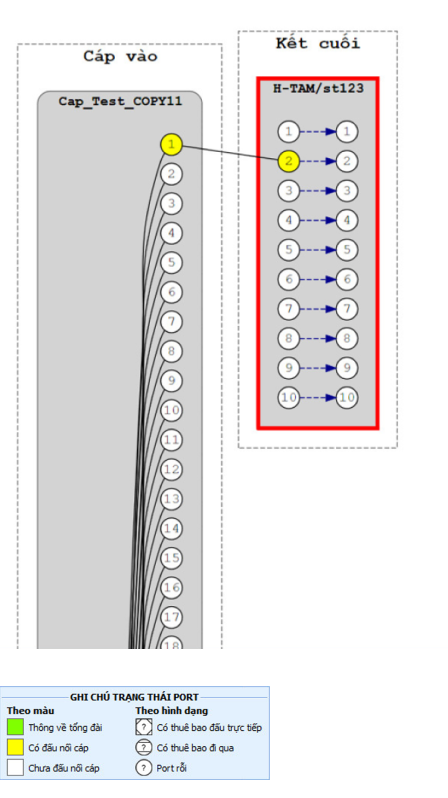 Cáp vào
Cap_Test_COPY11
1
2
3
4
5
6
7
8
9
10
11
12
13
14
15
16
17
18
Kết cuối
H-TAM/st123
1 1
2 2
3 3
4 4
5 5
6 6
7 7
8 8
9 9
10 10
GHI CHÚ TRẠNG THÁI PORT
Theo màu
Thông về tổng đài
Có đấu nối cáp
Chưa đấu nối cáp
Theo hình dạng
? Có thuê bao đấu trực tiếp
? Có thuê bao đi qua
? Port rỗi